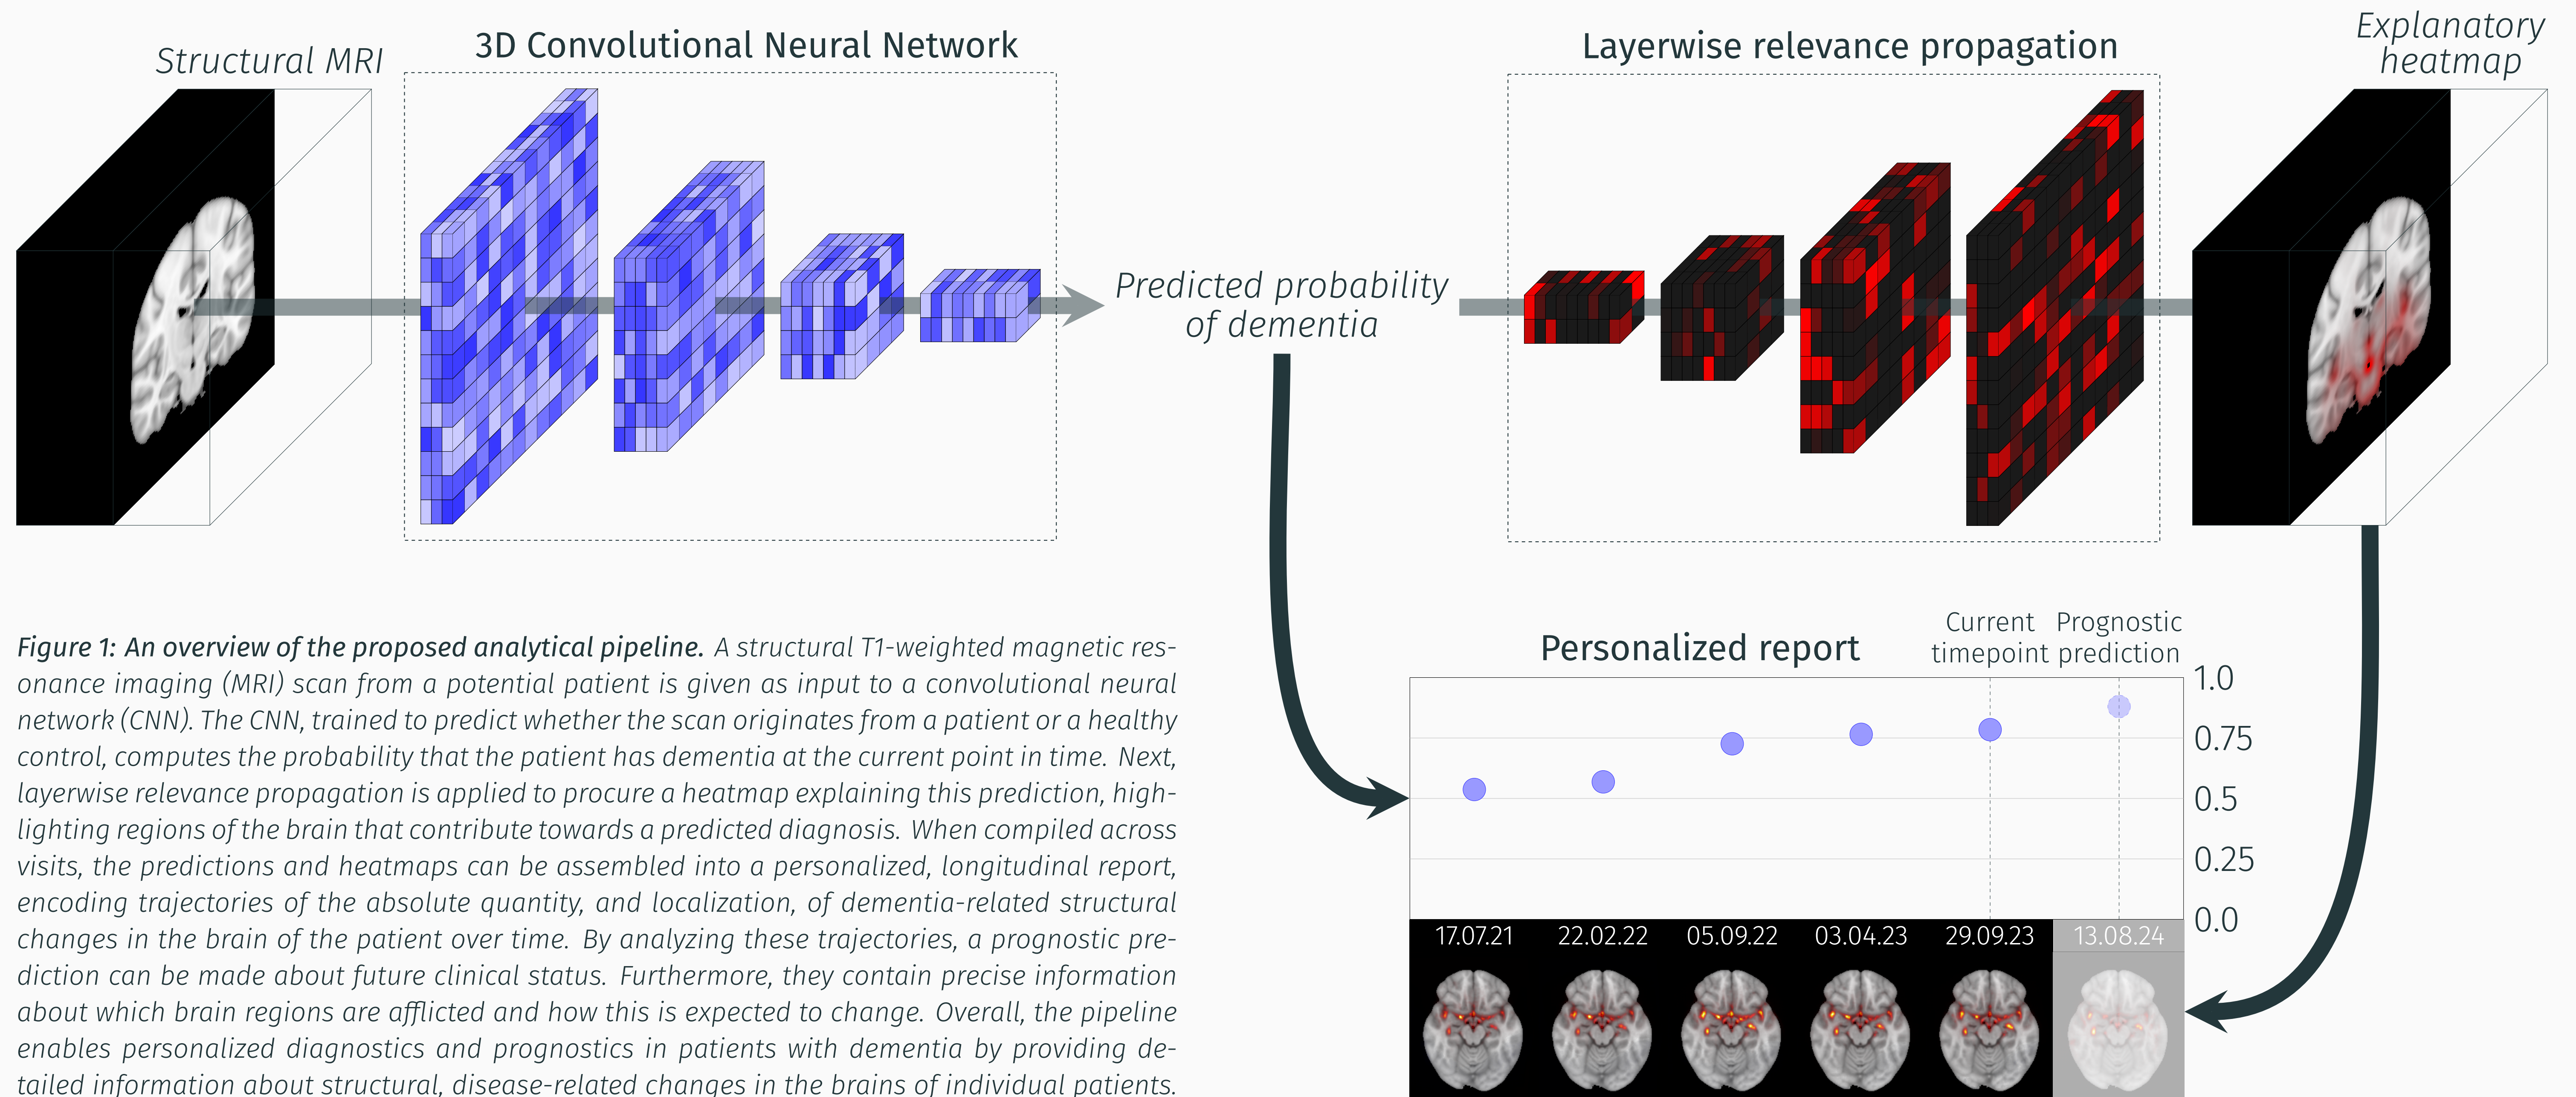 Structural MRI
3D Convolutional Neural Network
Predicted probability
of dementia
Layerwise relevance propagation
Explanatory
heatmap
Figure 1: An overview of the proposed analytical pipeline. A structural T1-weighted magnetic res-
onance imaging (MRI) scan from a potential patient is given as input to a convolutional neural
network (CNN). The CNN, trained to predict whether the scan originates from a patient or a healthy
control, computes the probability that the patient has dementia at the current point in time. Next,
layerwise relevance propagation is applied to procure a heatmap explaining this prediction, high-
lighting regions of the brain that contribute towards a predicted diagnosis. When compiled across
visits, the predictions and heatmaps can be assembled into a personalized, longitudinal report,
encoding trajectories of the absolute quantity, and localization, of dementia-related structural
changes in the brain of the patient over time. By analyzing these trajectories, a prognostic pre-
diction can be made about future clinical status. Furthermore, they contain precise information
about which brain regions are afflicted and how this is expected to change. Overall, the pipeline
enables personalized diagnostics and prognostics in patients with dementia by providing de-
tailed information about structural, disease-related changes in the brains of individual patients.
Personalized report
Current
timepoint
Prognostic
prediction
1.0
0.75
0.5
0.25
0.0
17.07.21 22.02.22 05.09.22 03.04.23 29.09.23 13.08.24